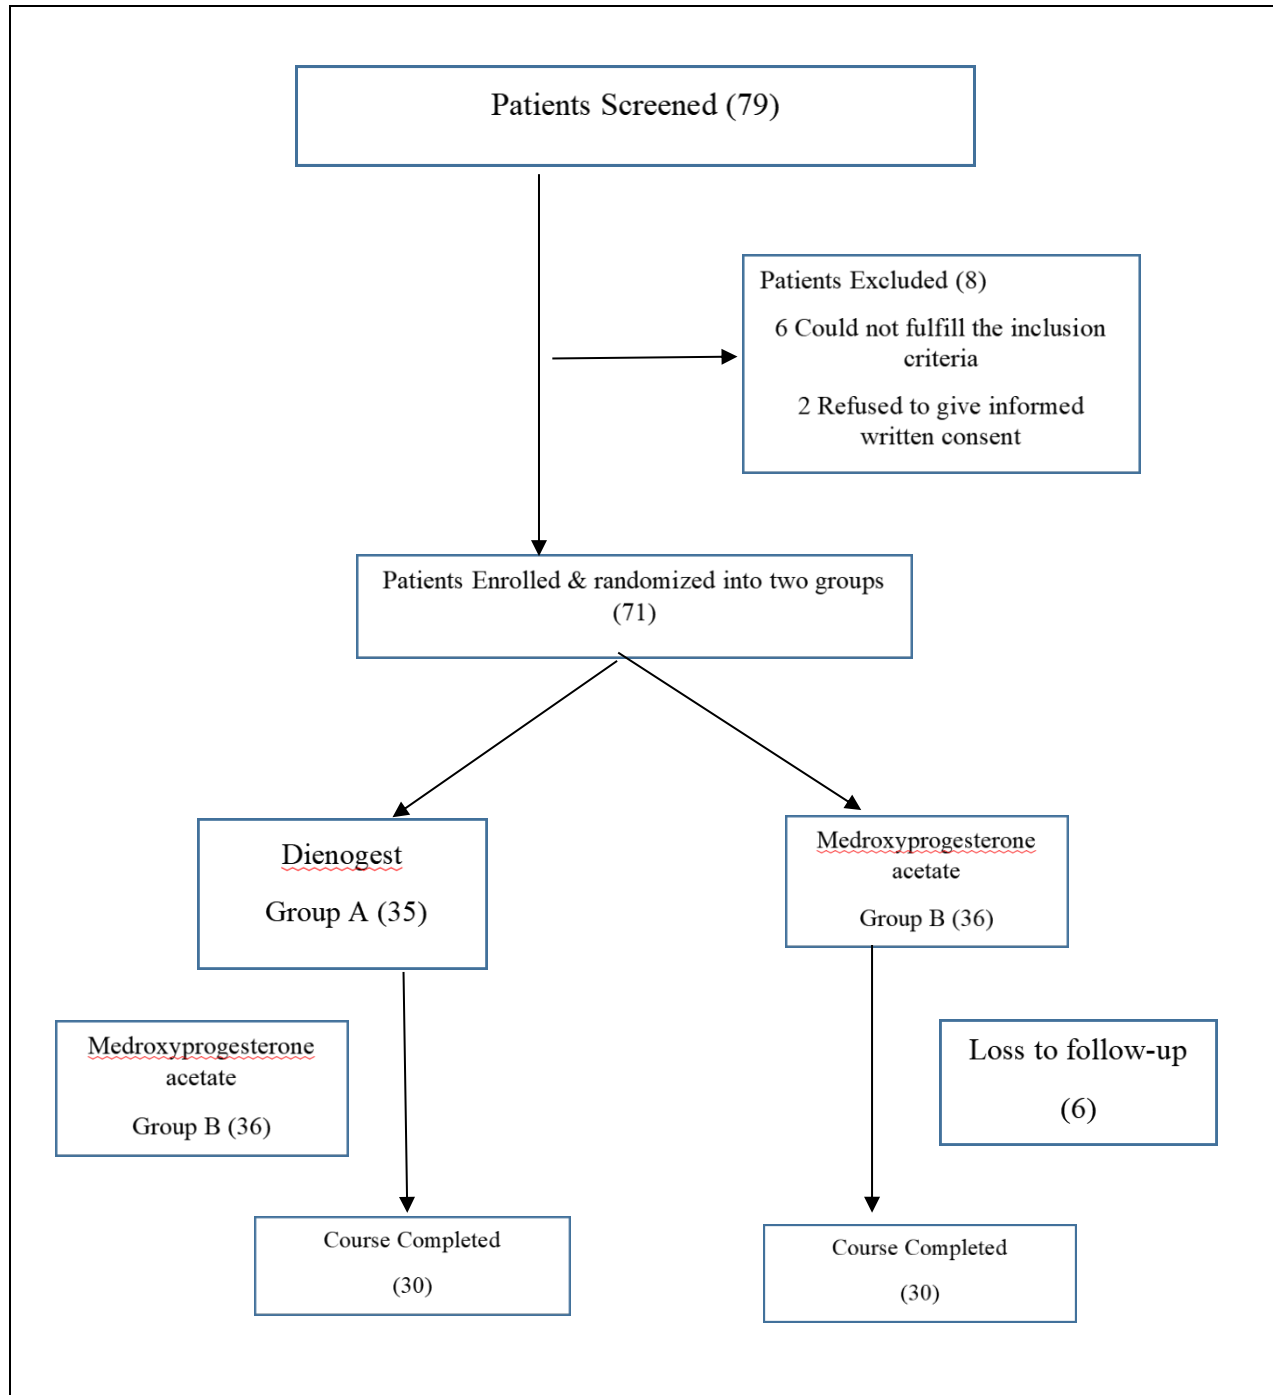 Patients Screened (79)
Patients Excluded (8)
6 Could not fulfill the inclusion
criteria
2 Refused to give informed
written consent
Patients Enrolled & randomized into two groups
(71)
Dienogest
Group A (35)
Medroxyprogesterone
acetate
Group B (36)
Medroxyprogesterone
acetate
Group B (36)
Loss to follow-up
(6)
Course Completed
(30)
Course Completed
(30)